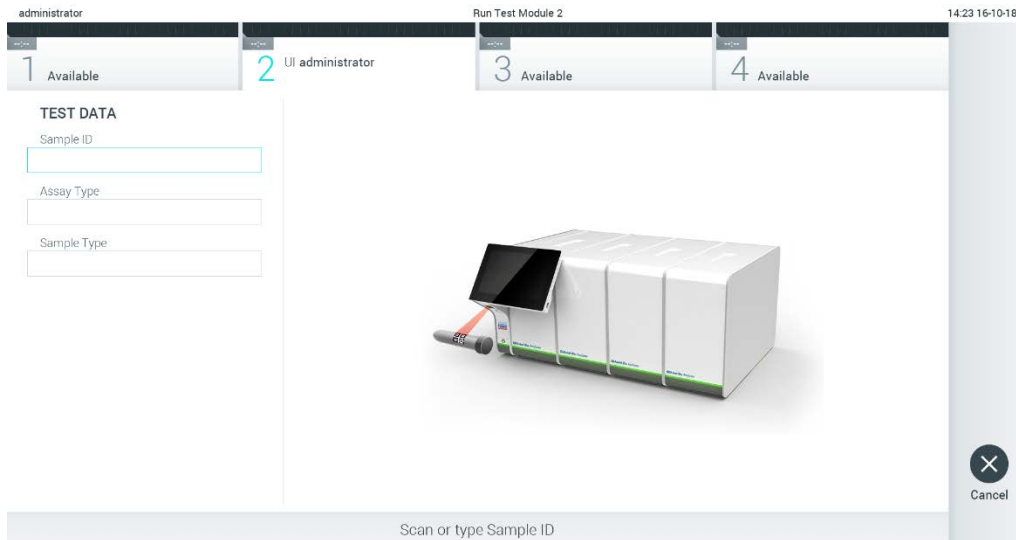 administrator
Run Test Module 2
14:23 16-10-18
--:--
--:--
--:--
--:--
1 Available
2 UI administrator
3 Available
4 Available
TEST DATA
Sample ID
Assay Type
Sample Type
Cancel
Scan or type Sample ID